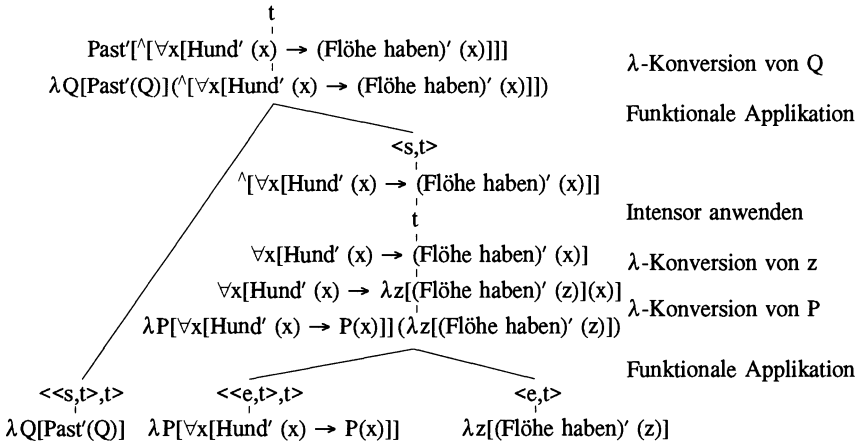 t
Past′[^[∀x[Hund′ (x) → (Flöhe haben)′ (x)]]]
λ-Konversion von Q
λQ[Past′(Q)](^[∀x[Hund′ (x) → (Flöhe haben)′ (x)]])
Funktionale Applikation
<s,t>
^[∀x[Hund′ (x) → (Flöhe haben)′ (x)]]
Intensor anwenden
t
∀x[Hund′ (x) → (Flöhe haben)′ (x)]
λ-Konversion von z
∀x[Hund′ (x) → λz[(Flöhe haben)′ (z)](x)]
λ-Konversion von P
λP[∀x[Hund′ (x) → P(x)]](λz[(Flöhe haben)′ (z)])
Funktionale Applikation
<<s,t>,t> <<e,t>,t> <e,t>
λQ[Past′(Q)] λP[∀x[Hund′ (x) → P(x)]] λz[(Flöhe haben)′ (z)]